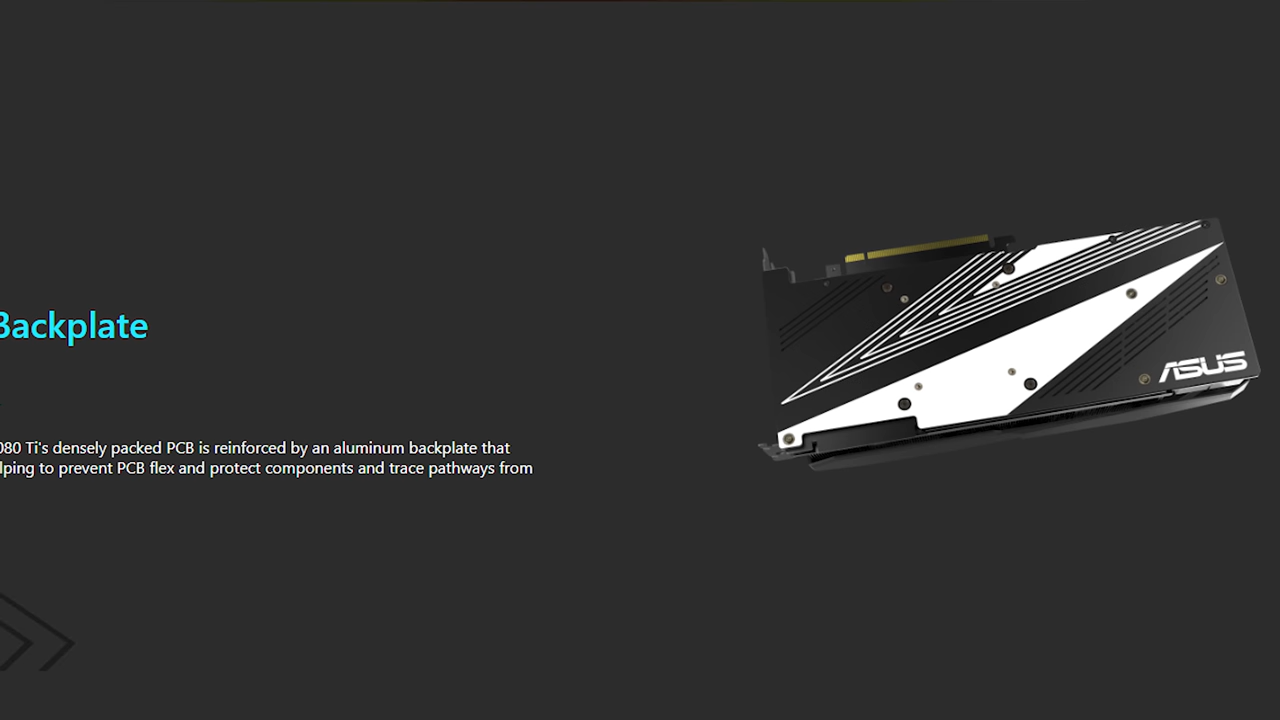 Backplate
080 Ti's densely packed PCB is reinforced by an aluminum backplate that
lping to prevent PCB flex and protect components and trace pathways from
ASUS